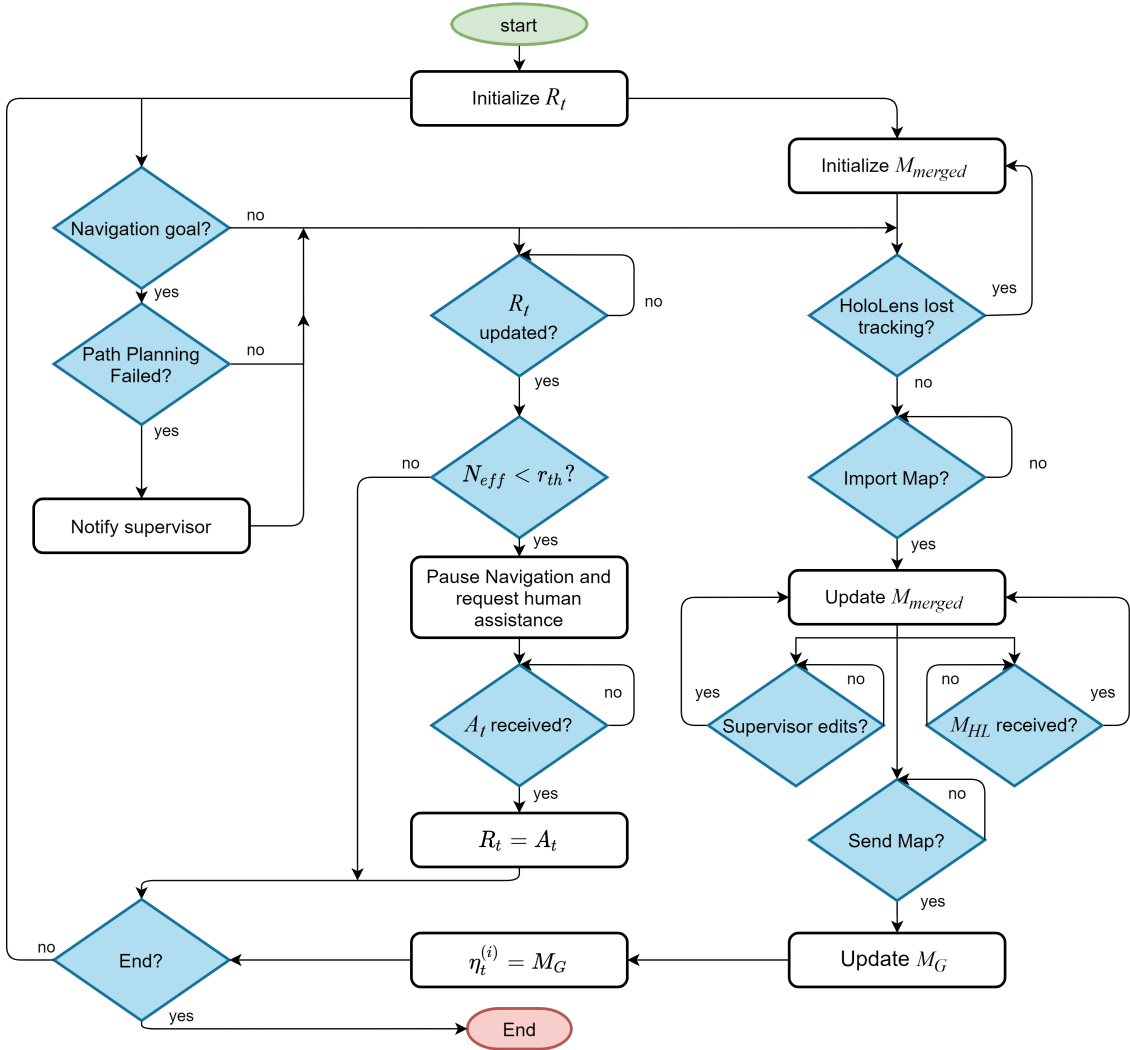 start
Initialize R_t
Initialize M_merged
Navigation goal?
no
yes
R_t
updated?
no
yes
HoloLens lost
tracking?
yes
no
Path Planning
Failed?
no
yes
Notify supervisor
N_eff < r_th?
no
yes
Import Map?
no
yes
Pause Navigation and
request human
assistance
Update M_merged
A_t received?
no
yes
Supervisor edits?
yes
no
M_HL received?
no
yes
R_t = A_t
Send Map?
no
yes
End?
no
yes
η_t^(i) = M_G
Update M_G
End